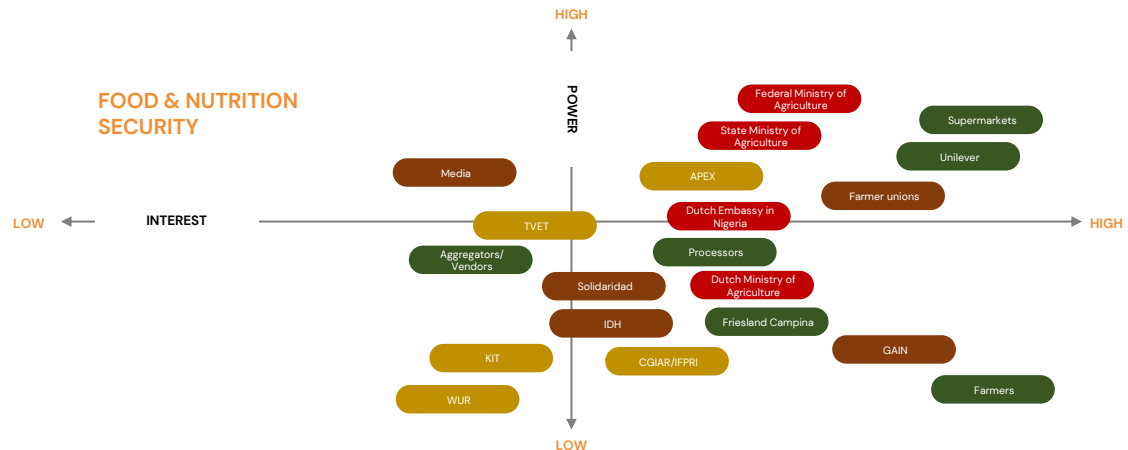 HIGH
FOOD & NUTRITION
SECURITY
POWER
Federal Ministry of
Agriculture
Supermarkets
State Ministry of
Agriculture
Unilever
Media
APEX
Farmer unions
LOW
INTEREST
Dutch Embassy in
Nigeria
HIGH
TVET
Aggregators/
Vendors
Processors
Solidaridad
Dutch Ministry of
Agriculture
IDH
Friesland Campina
KIT
CGIAR/IFPRI
GAIN
WUR
Farmers
LOW